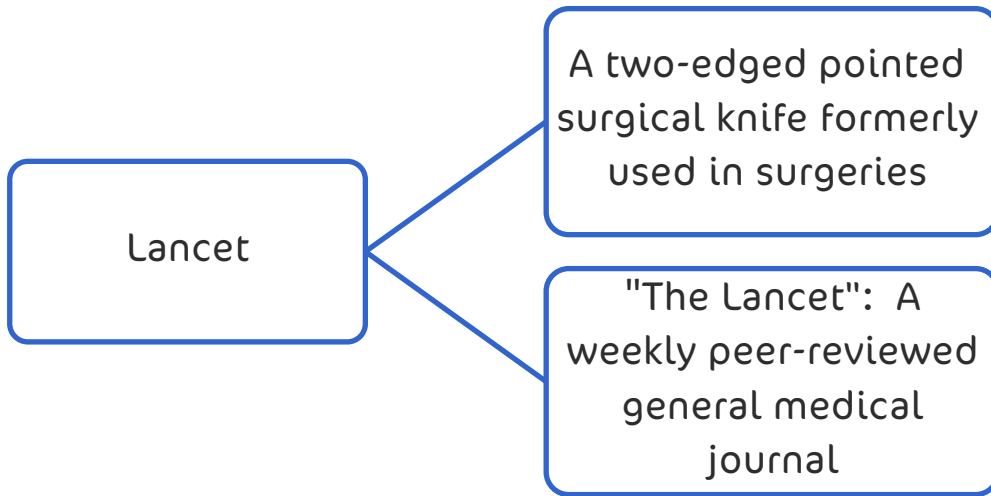 Lancet
A two-edged pointed
surgical knife formerly
used in surgeries
"The Lancet":  A
weekly peer-reviewed
general medical
journal